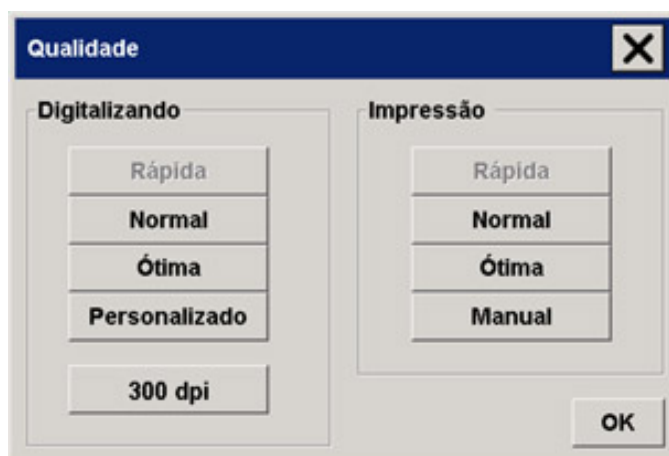 Qualidade
Digitalizando
Rápida
Normal
Ótima
Personalizado
300 dpi
Impressão
Rápida
Normal
Ótima
Manual
OK